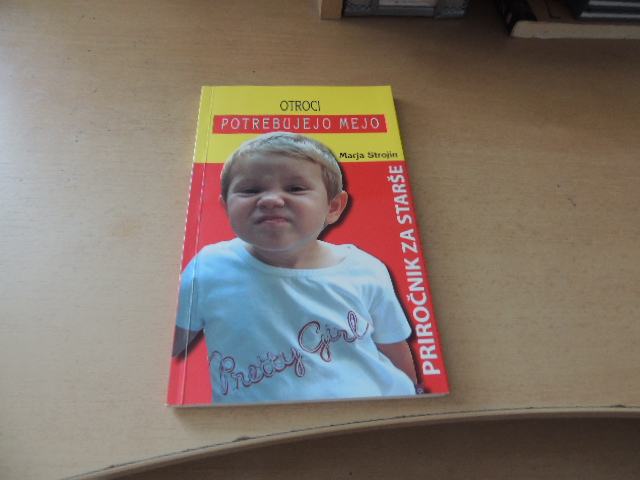 OTROCI
POTREBUJEJO MEJO
Marja Strojin
PRIROČNIK ZA STARŠE
Pretty Girl